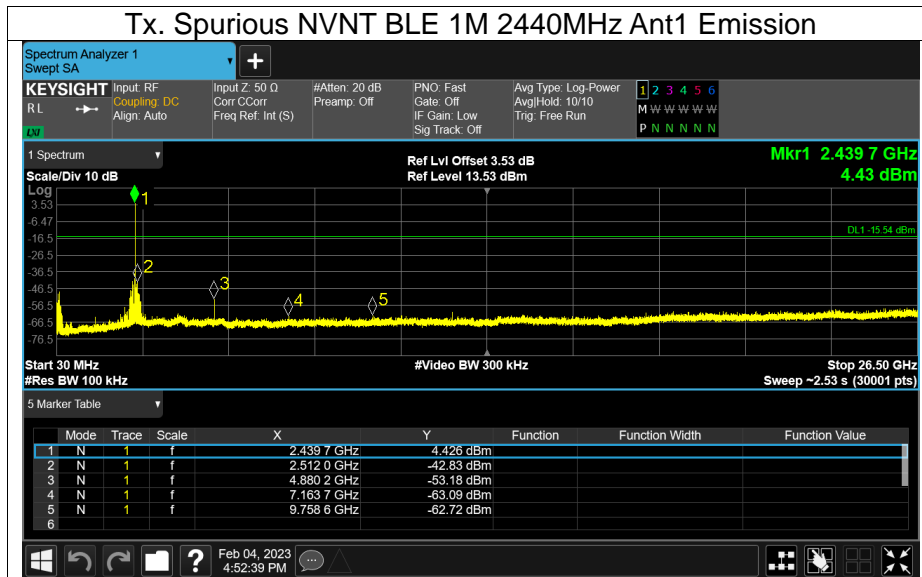 Tx. Spurious NVNT BLE 1M 2440MHz Ant1 Emission
Spectrum Analyzer 1
Swept SA
+
KEYSIGHT Input: RF Input Z: 50 Ω #Atten: 20 dB PNO: Fast Avg Type: Log-Power 1 2 3 4 5 6
R L Coupling: DC Corr CCorr Preamp: Off Gate: Off Avg|Hold: 10/10 M W W W W W
Align: Auto Freq Ref: Int (S) IF Gain: Low Trig: Free Run
LXI Sig Track: Off P N N N N N
1 Spectrum Ref Lvl Offset 3.53 dB Mkr1 2.439 7 GHz
Scale/Div 10 dB Ref Level 13.53 dBm 4.43 dBm
Log
1
3.53
-6.47
DL1 -15.54 dBm
-16.5
-26.5
2
-36.5
3
-46.5
4 5
-56.5
-66.5
-76.5
Start 30 MHz #Video BW 300 kHz Stop 26.50 GHz
#Res BW 100 kHz Sweep ~2.53 s (30001 pts)
5 Marker Table
Mode Trace Scale X Y Function Function Width Function Value
1 N 1 f 2.439 7 GHz 4.426 dBm
2 N 1 f 2.512 0 GHz -42.83 dBm
3 N 1 f 4.880 2 GHz -53.18 dBm
4 N 1 f 7.163 7 GHz -63.09 dBm
5 N 1 f 9.758 6 GHz -62.72 dBm
6
? Feb 04, 2023
4:52:39 PM